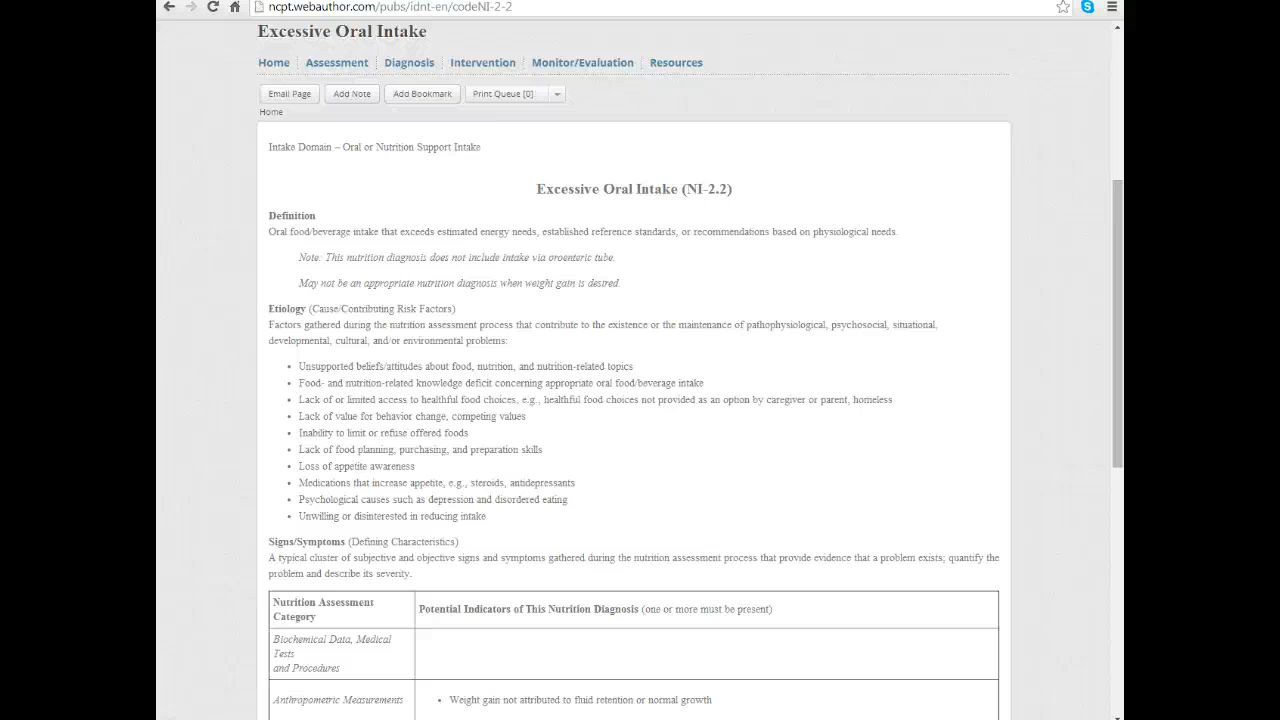 ncpt.webauthor.com/pubs/idnt-en/codeNI-2-2
Excessive Oral Intake
Home Assessment Diagnosis Intervention Monitor/Evaluation Resources
Email Page Add Note Add Bookmark Print Queue [0]
Home
Intake Domain – Oral or Nutrition Support Intake
Excessive Oral Intake (NI-2.2)
Definition
Oral food/beverage intake that exceeds estimated energy needs, established reference standards, or recommendations based on physiological needs.
Note: This nutrition diagnosis does not include intake via oroenteric tube.
May not be an appropriate nutrition diagnosis when weight gain is desired.
Etiology (Cause/Contributing Risk Factors)
Factors gathered during the nutrition assessment process that contribute to the existence or the maintenance of pathophysiological, psychosocial, situational,
developmental, cultural, and/or environmental problems:
• Unsupported beliefs/attitudes about food, nutrition, and nutrition-related topics
• Food- and nutrition-related knowledge deficit concerning appropriate oral food/beverage intake
• Lack of or limited access to healthful food choices, e.g., healthful food choices not provided as an option by caregiver or parent, homeless
• Lack of value for behavior change, competing values
• Inability to limit or refuse offered foods
• Lack of food planning, purchasing, and preparation skills
• Loss of appetite awareness
• Medications that increase appetite, e.g., steroids, antidepressants
• Psychological causes such as depression and disordered eating
• Unwilling or disinterested in reducing intake
Signs/Symptoms (Defining Characteristics)
A typical cluster of subjective and objective signs and symptoms gathered during the nutrition assessment process that provide evidence that a problem exists; quantify the
problem and describe its severity.
Nutrition Assessment
Category
Potential Indicators of This Nutrition Diagnosis (one or more must be present)
Biochemical Data, Medical
Tests
and Procedures
Anthropometric Measurements
• Weight gain not attributed to fluid retention or normal growth